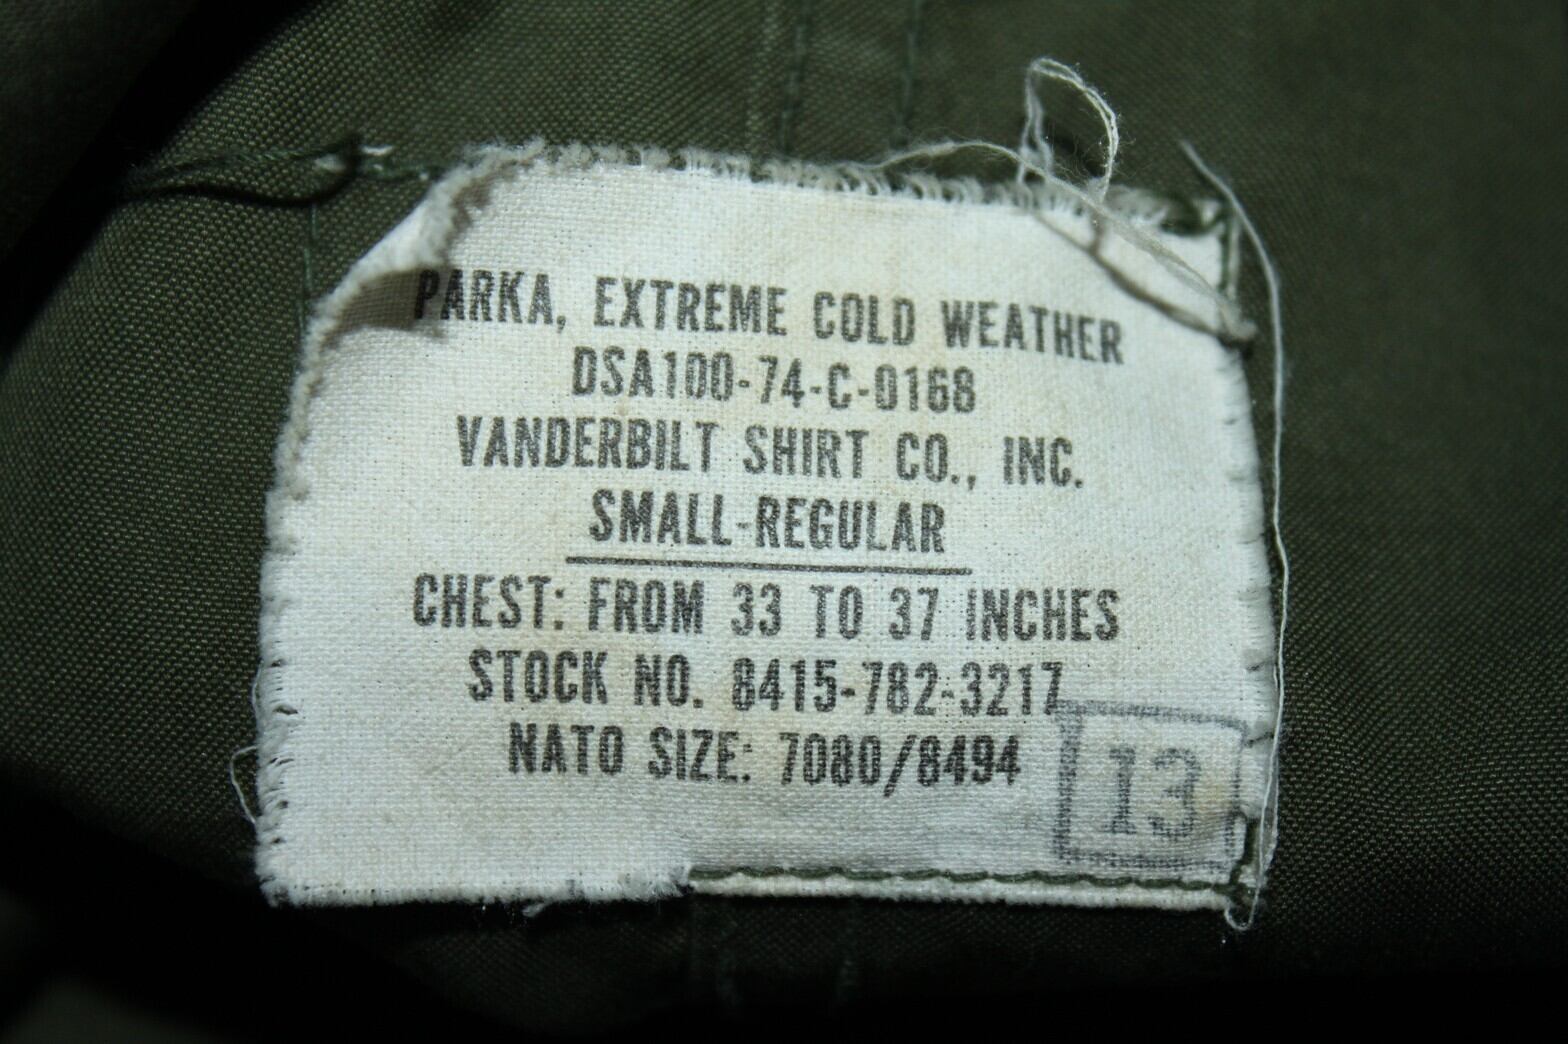 PARKA, EXTREME COLD WEATHER
DSA100-74-C-0168
VANDERBILT SHIRT CO., INC.
SMALL-REGULAR
CHEST: FROM 33 TO 37 INCHES
STOCK NO. 8415-782-3217
NATO SIZE: 7080/8494
13